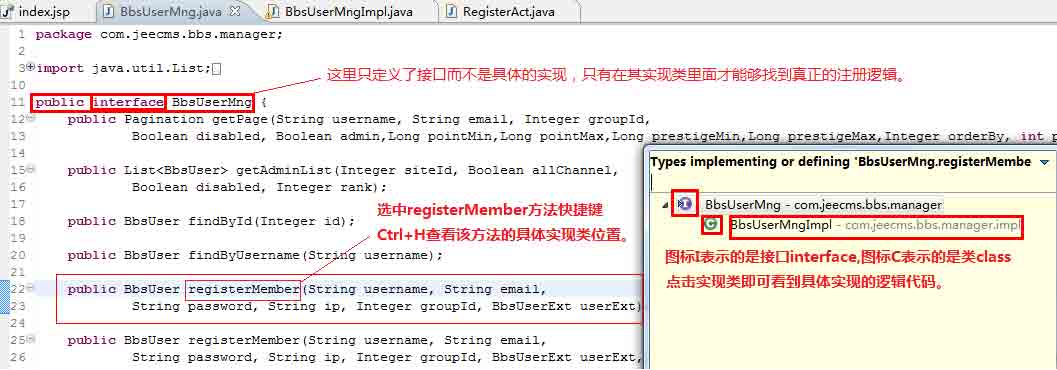 index.jsp BbsUserMng.java BbsUserMngImpl.java RegisterAct.java
1 package com.jeecms.bbs.manager;
2
3 import java.util.List;
10 这里只定义了接口而不是具体的实现，只有在其实现类里面才能够找到真正的注册逻辑。
11 public interface BbsUserMng {
12 public Pagination getPage(String username, String email, Integer groupId,
13 Boolean disabled, Boolean admin,Long pointMin,Long pointMax,Long prestigeMin,Long prestigeMax,Integer orderBy, int p
14
15 public List<BbsUser> getAdminList(Integer siteId, Boolean allChannel,
16 Boolean disabled, Integer rank);
17
18 public BbsUser findById(Integer id);
19
20 public BbsUser findByUsername(String username);
21
22 public BbsUser registerMember(String username, String email,
23 String password, String ip, Integer groupId, BbsUserExt userExt)
24
25 public BbsUser registerMember(String username, String email,
26 String password, String ip, Integer groupId, BbsUserExt userExt,
选中registerMember方法快捷键
Ctrl+H查看该方法的具体实现类位置。
Types implementing or defining 'BbsUserMng.registerMembe
I BbsUserMng - com.jeecms.bbs.manager
C BbsUserMngImpl - com.jeecms.bbs.manager.impl
图标I表示的是接口interface,图标C表示的是类class
点击实现类即可看到具体实现的逻辑代码。